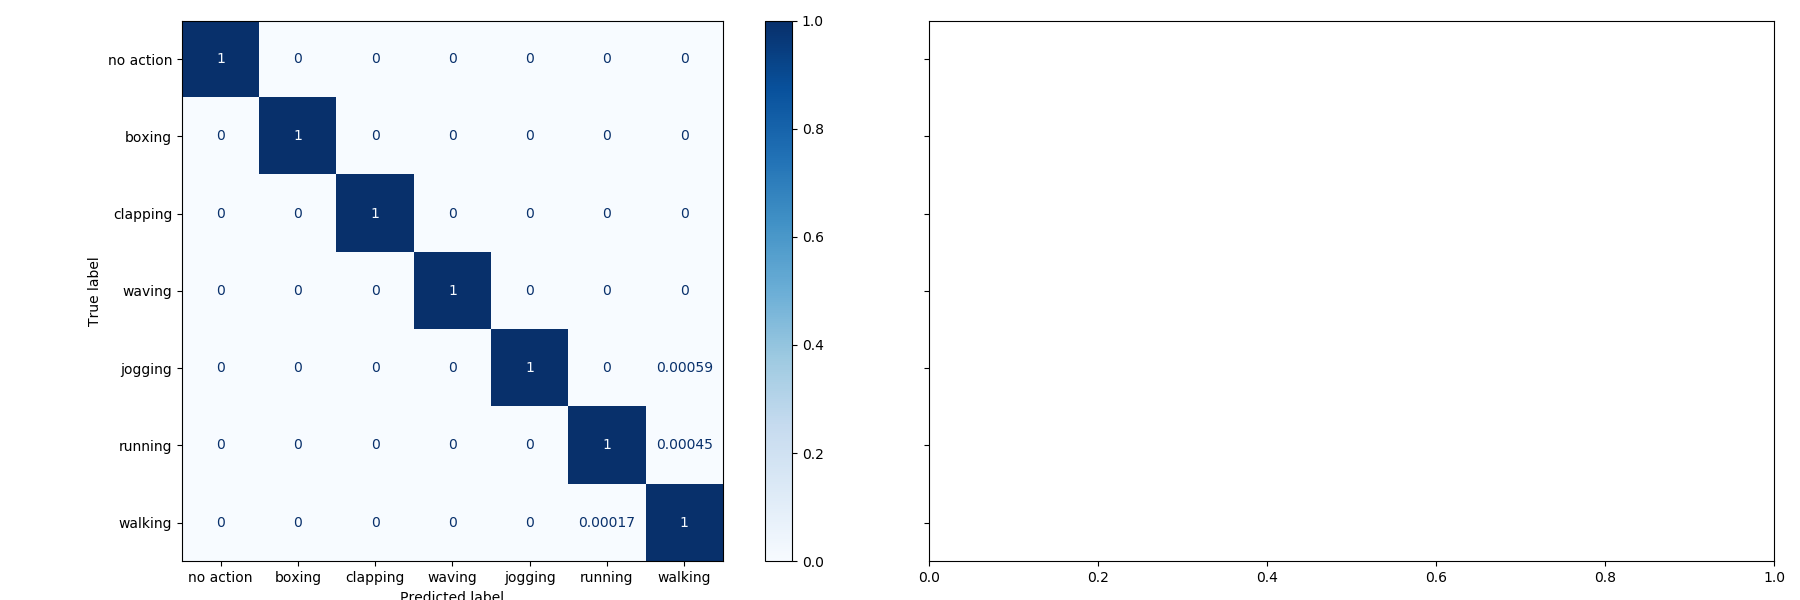 no action 1 0 0 0 0 0 0
boxing 0 1 0 0 0 0 0
clapping 0 0 1 0 0 0 0
waving 0 0 0 1 0 0 0
jogging 0 0 0 0 1 0 0.00059
running 0 0 0 0 0 1 0.00045
walking 0 0 0 0 0 0.00017 1
no action boxing clapping waving jogging running walking
Predicted label
True label
1.0
0.8
0.6
0.4
0.2
0.0
0.0 0.2 0.4 0.6 0.8 1.0